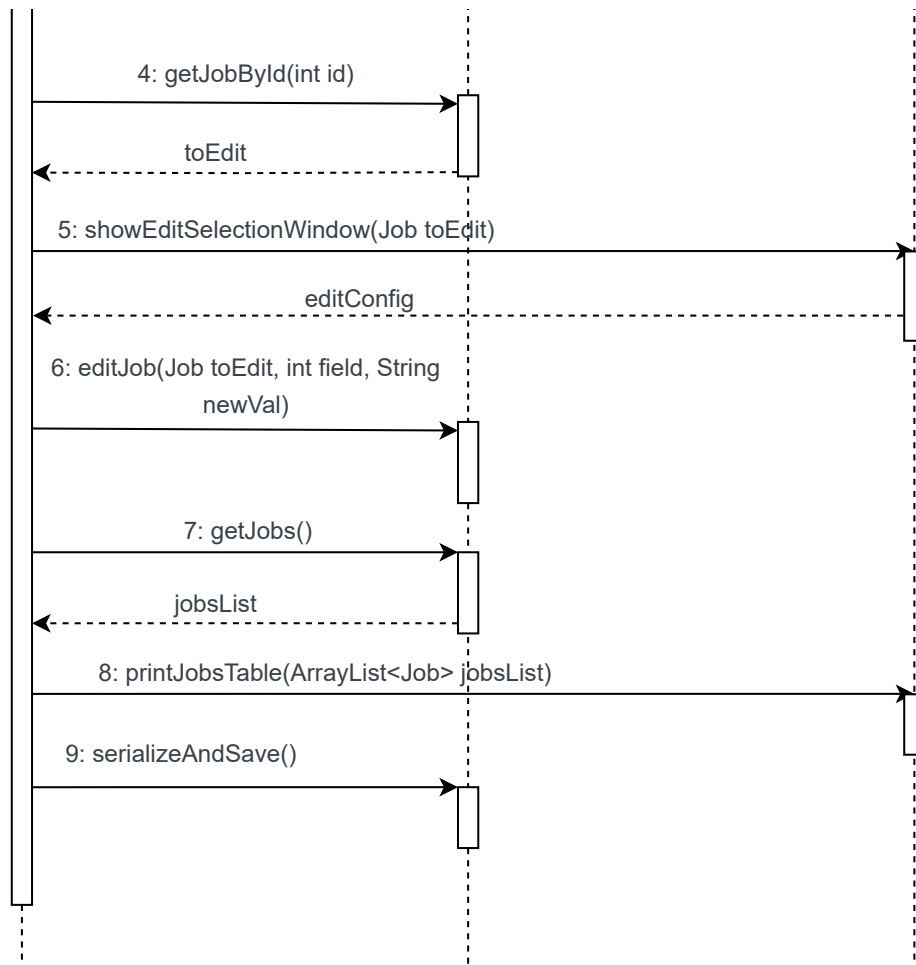 4: getJobById(int id)
toEdit
5: showEditSelectionWindow(Job toEdit)
editConfig
6: editJob(Job toEdit, int field, String
newVal)
7: getJobs()
jobsList
8: printJobsTable(ArrayList<Job> jobsList)
9: serializeAndSave()